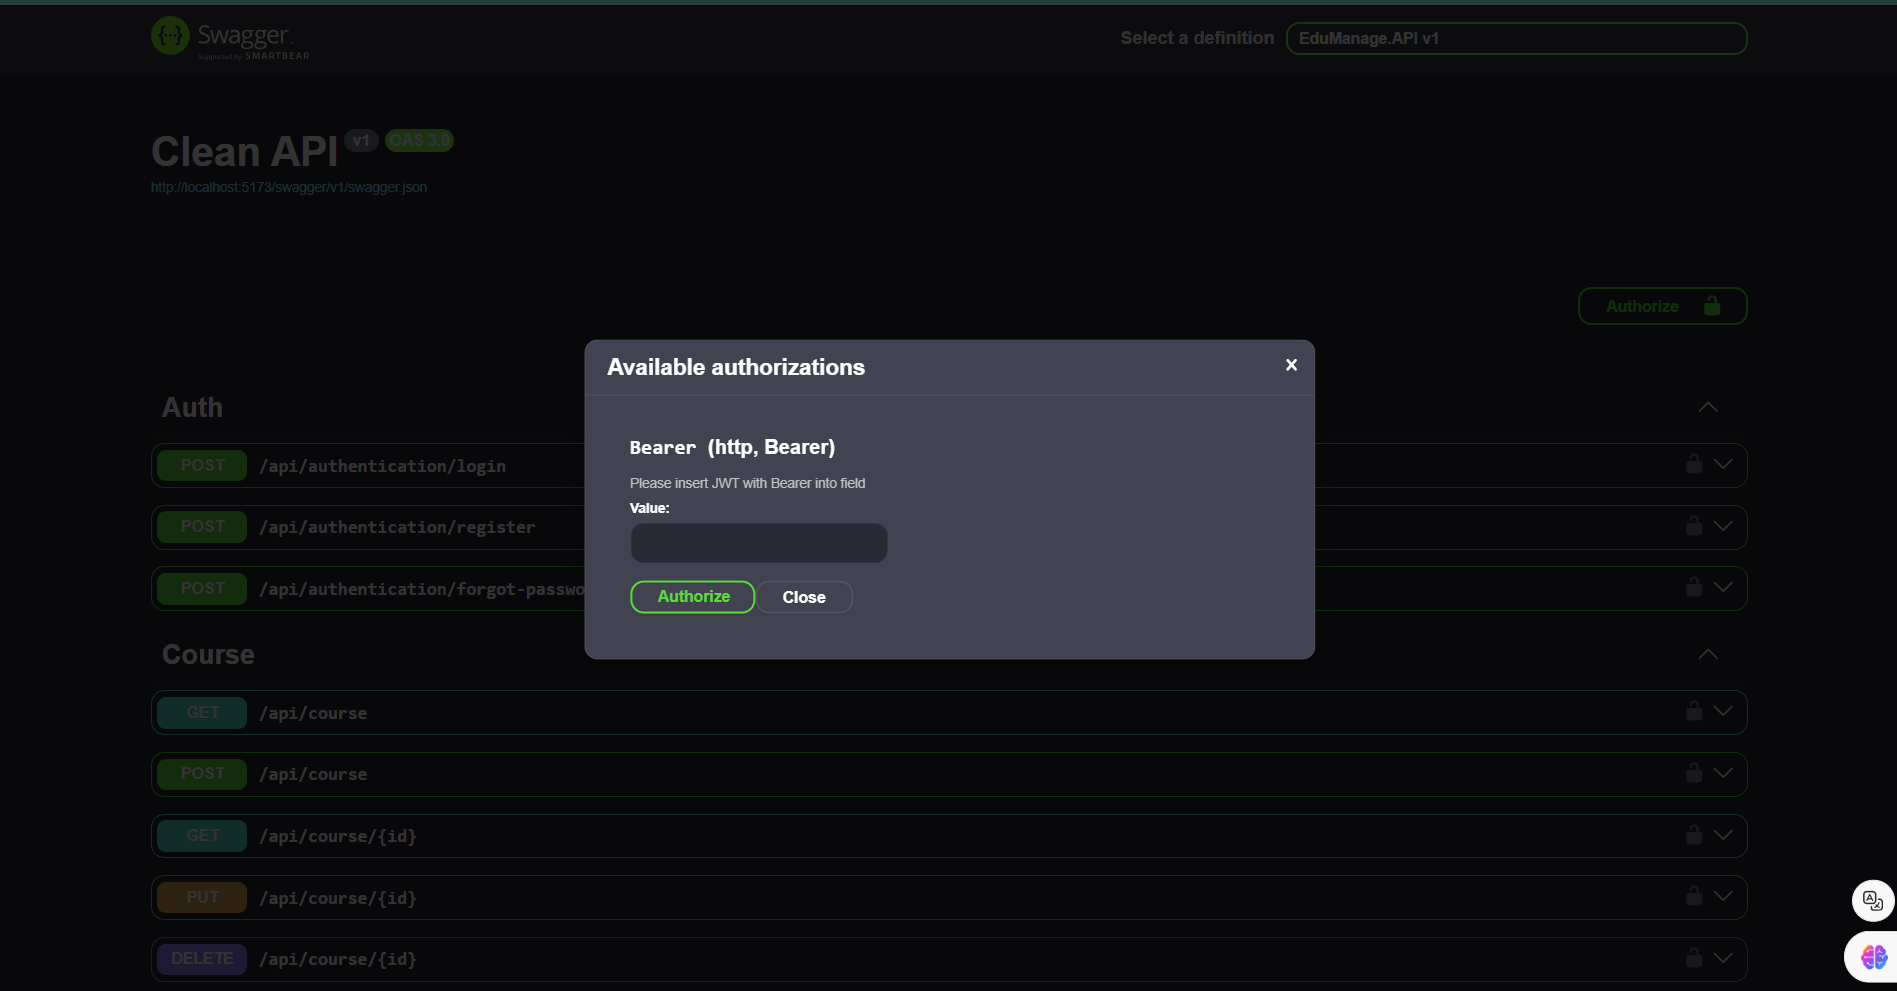 Swagger.
Supported by SMARTBEAR
Select a definition
EduManage.API v1
Clean API v1 OAS 3.0
http://localhost:5173/swagger/v1/swagger.json
Authorize
Available authorizations
Bearer (http, Bearer)
Please insert JWT with Bearer into field
Value:
Authorize
Close
Auth
POST /api/authentication/login
POST /api/authentication/register
POST /api/authentication/forgot-passwo
Course
GET /api/course
POST /api/course
GET /api/course/{id}
PUT /api/course/{id}
DELETE /api/course/{id}